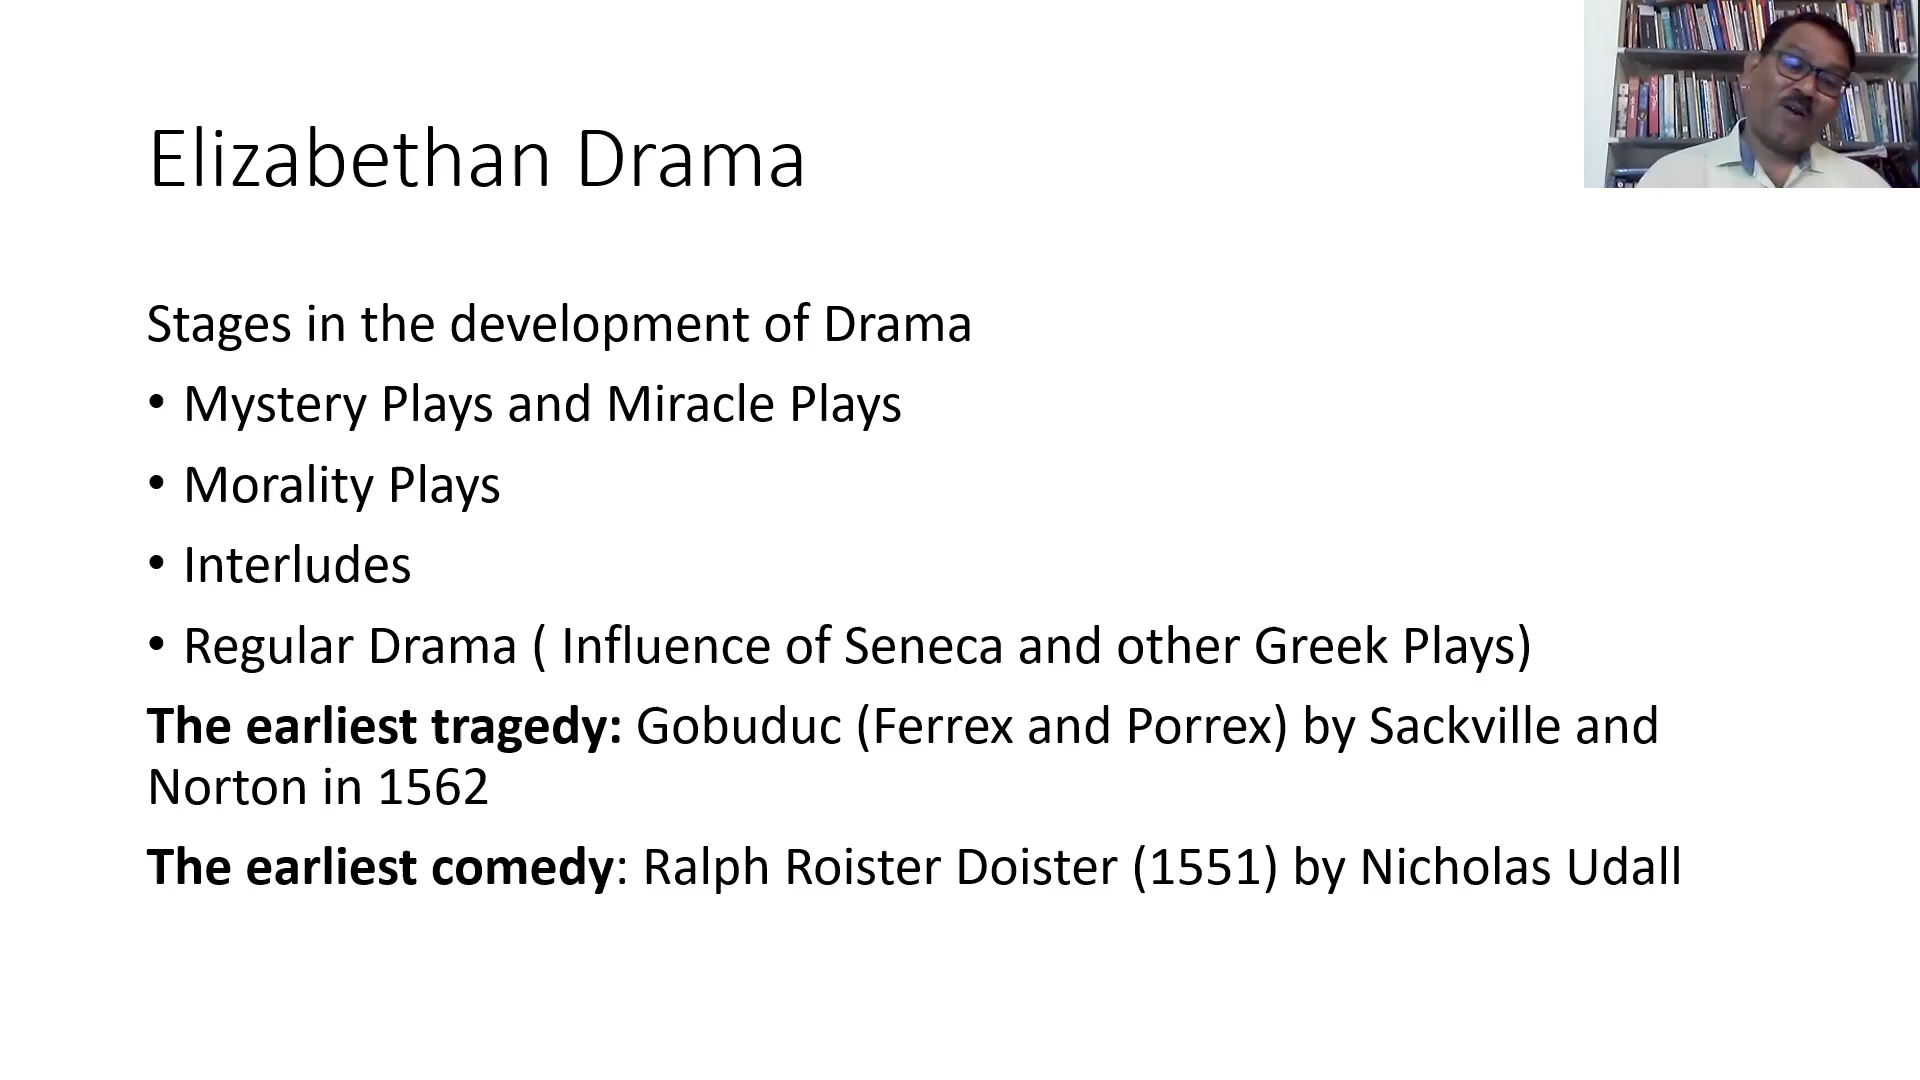 Elizabethan Drama
Stages in the development of Drama
• Mystery Plays and Miracle Plays
• Morality Plays
• Interludes
• Regular Drama ( Influence of Seneca and other Greek Plays)
The earliest tragedy: Gobuduc (Ferrex and Porrex) by Sackville and
Norton in 1562
The earliest comedy: Ralph Roister Doister (1551) by Nicholas Udall